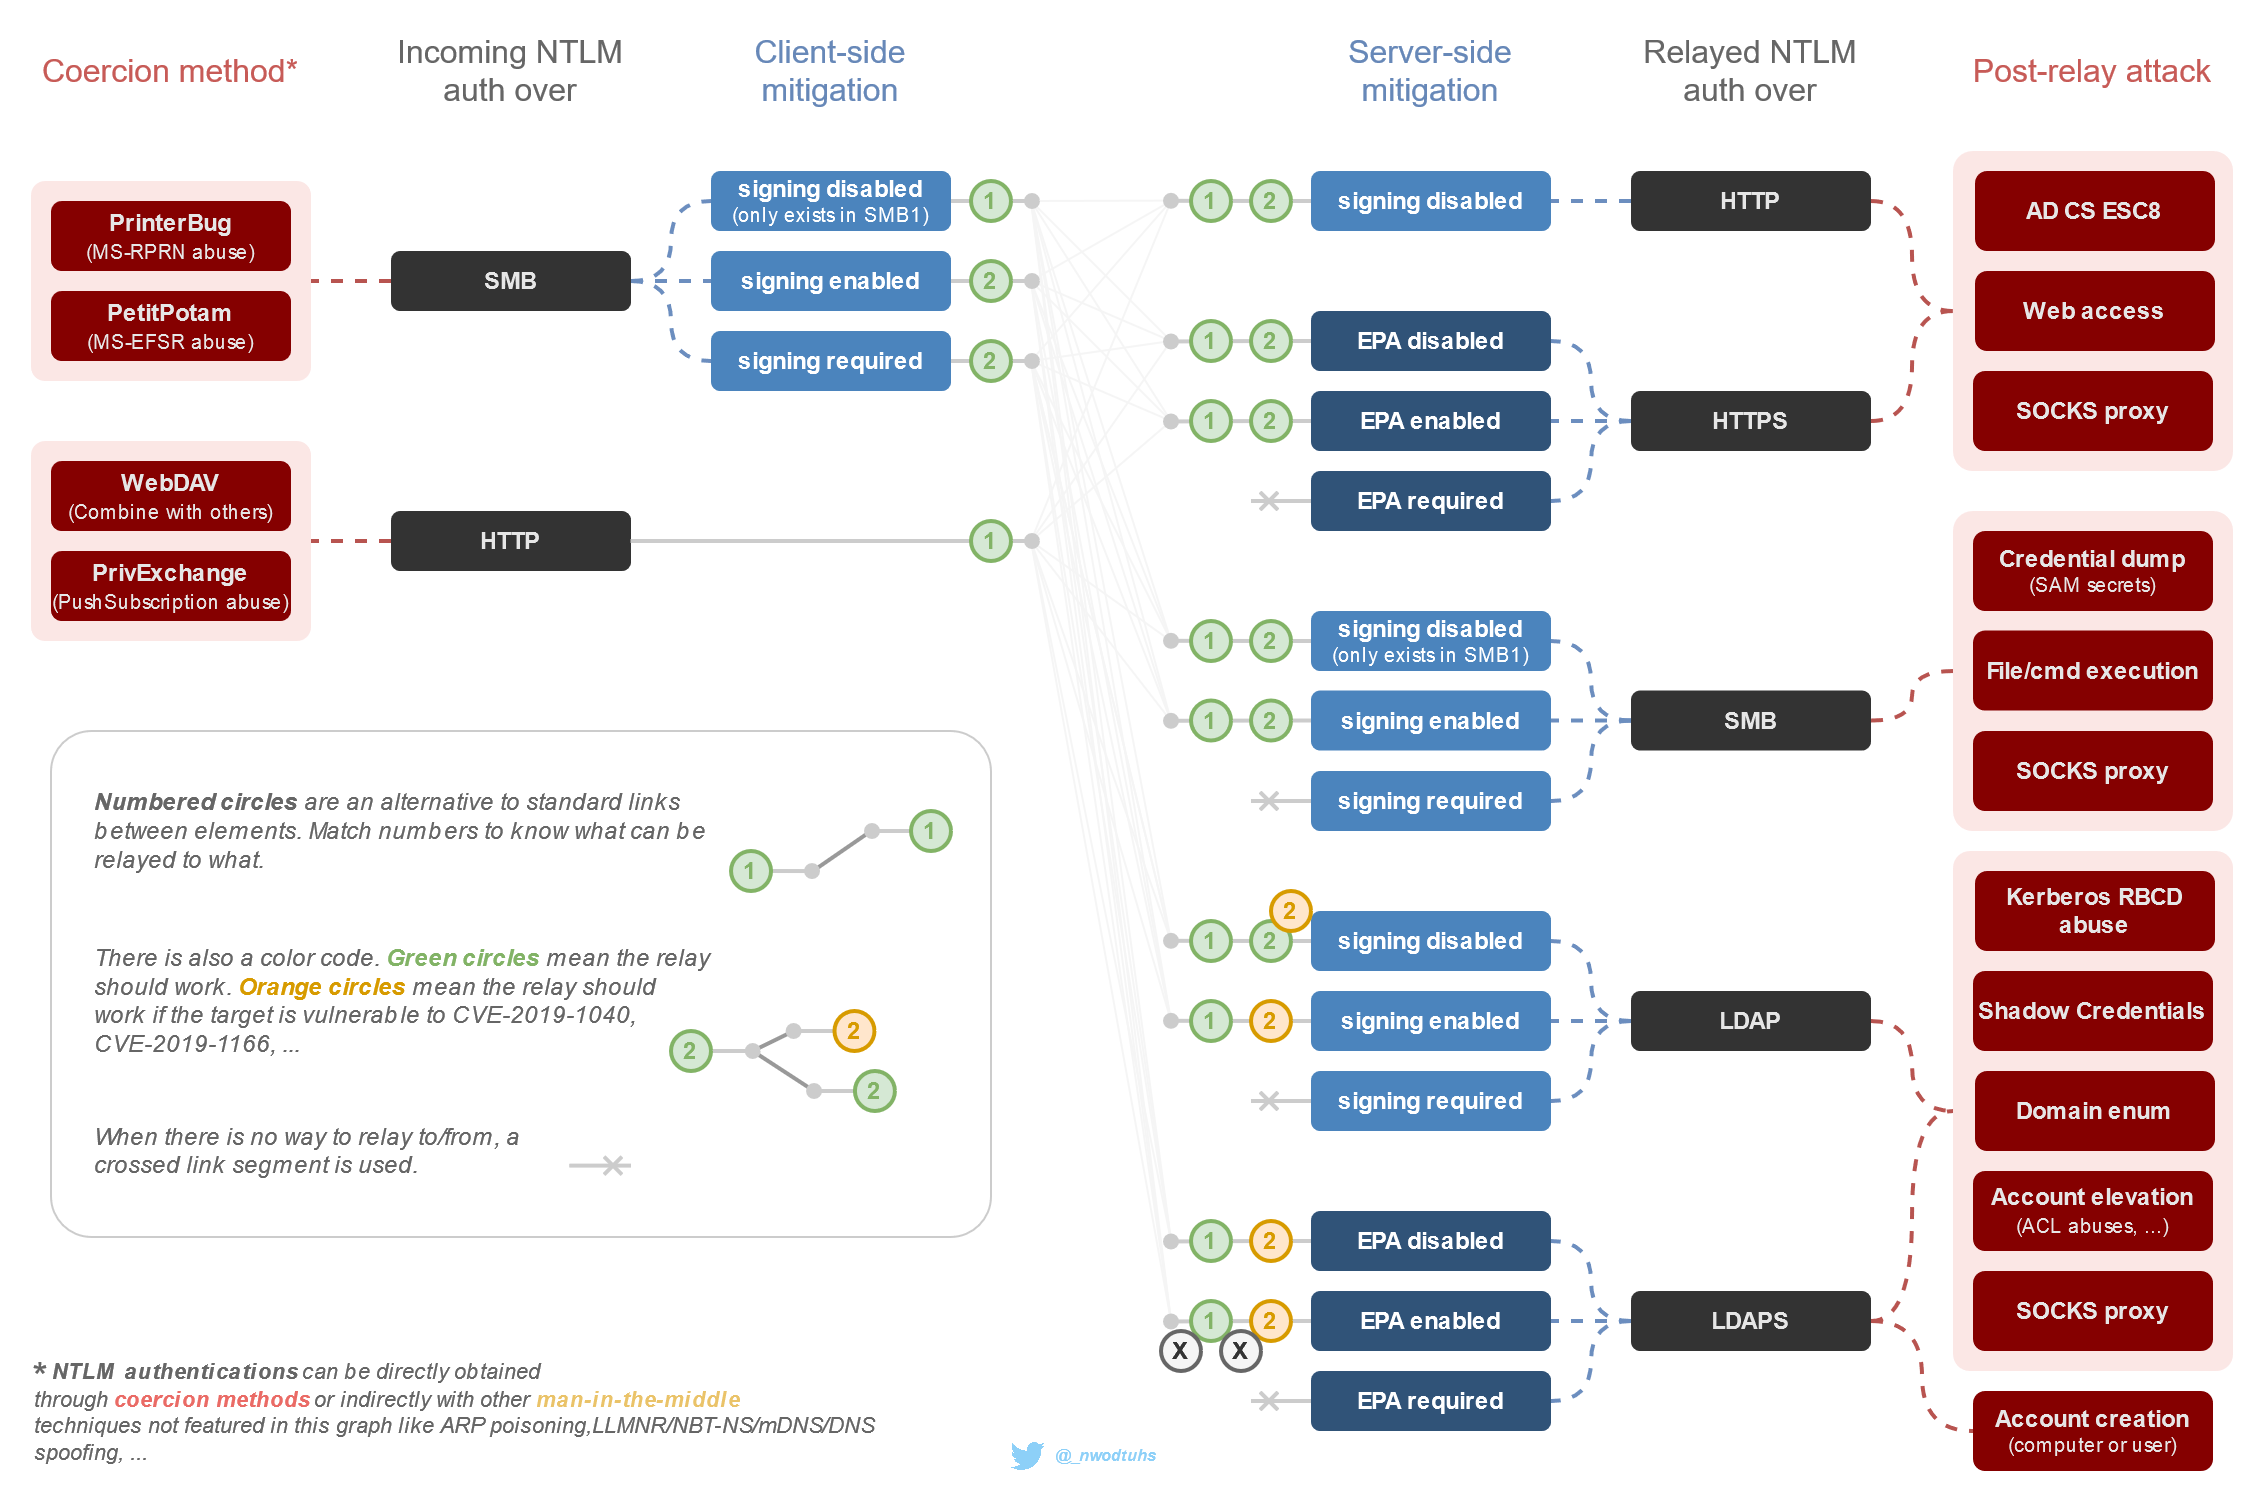 Coercion method*
Incoming NTLM
auth over
Client-side
mitigation
Server-side
mitigation
Relayed NTLM
auth over
Post-relay attack
PrinterBug
(MS-RPRN abuse)
PetitPotam
(MS-EFSR abuse)
SMB
signing disabled
(only exists in SMB1)
1
signing enabled
2
signing required
2
WebDAV
(Combine with others)
PrivExchange
(PushSubscription abuse)
HTTP
1
1
2
signing disabled
HTTP
1
2
EPA disabled
1
2
EPA enabled
HTTPS
EPA required
AD CS ESC8
Web access
SOCKS proxy
1
2
signing disabled
(only exists in SMB1)
1
2
signing enabled
SMB
signing required
Credential dump
(SAM secrets)
File/cmd execution
SOCKS proxy
2
1
2
signing disabled
1
2
signing enabled
LDAP
signing required
1
2
EPA disabled
1
2
EPA enabled
LDAPS
X
X
EPA required
Kerberos RBCD
abuse
Shadow Credentials
Domain enum
Account elevation
(ACL abuses, ...)
SOCKS proxy
Account creation
(computer or user)
Numbered circles are an alternative to standard links
between elements. Match numbers to know what can be
relayed to what.
1
1
There is also a color code. Green circles mean the relay
should work. Orange circles mean the relay should
work if the target is vulnerable to CVE-2019-1040,
CVE-2019-1166, ...
2
2
2
When there is no way to relay to/from, a
crossed link segment is used.
* NTLM authentications can be directly obtained
through coercion methods or indirectly with other man-in-the-middle
techniques not featured in this graph like ARP poisoning,LLMNR/NBT-NS/mDNS/DNS
spoofing, ...
@_nwodtuhs